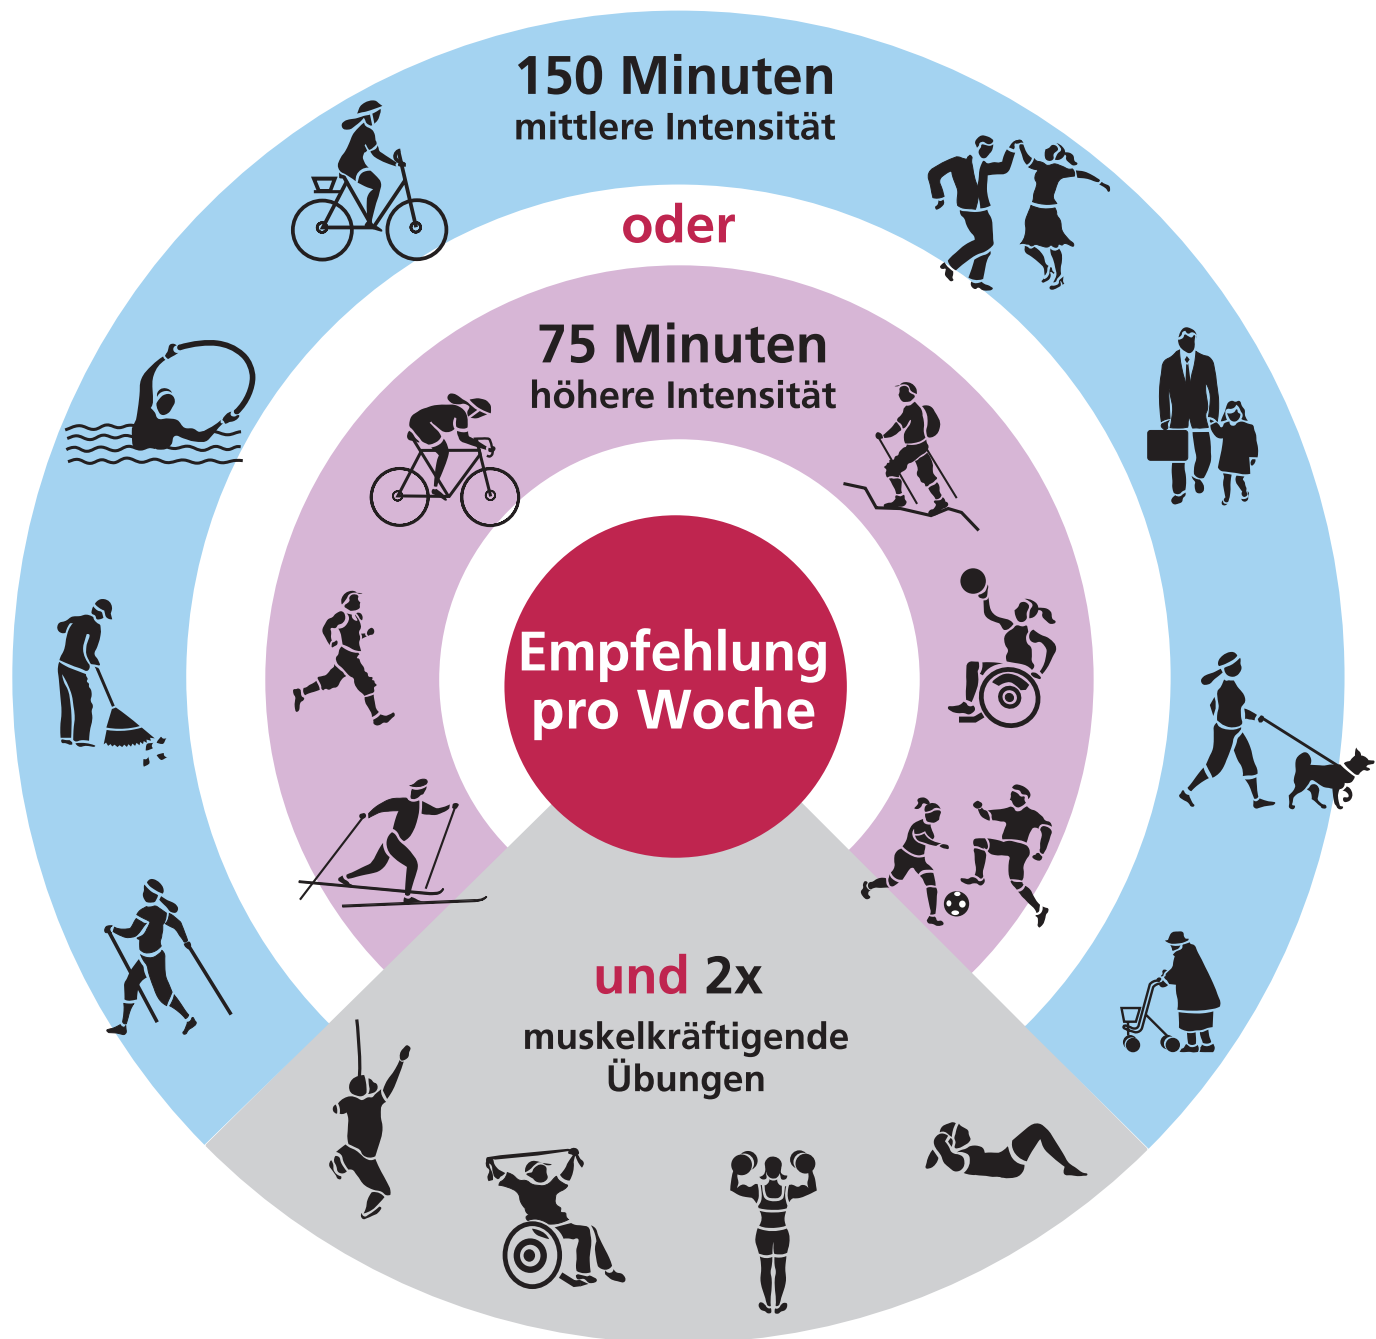 150 Minuten
mittlere Intensität
oder
75 Minuten
höhere Intensität
Empfehlung
pro Woche
und 2x
muskelkräftigende
Übungen